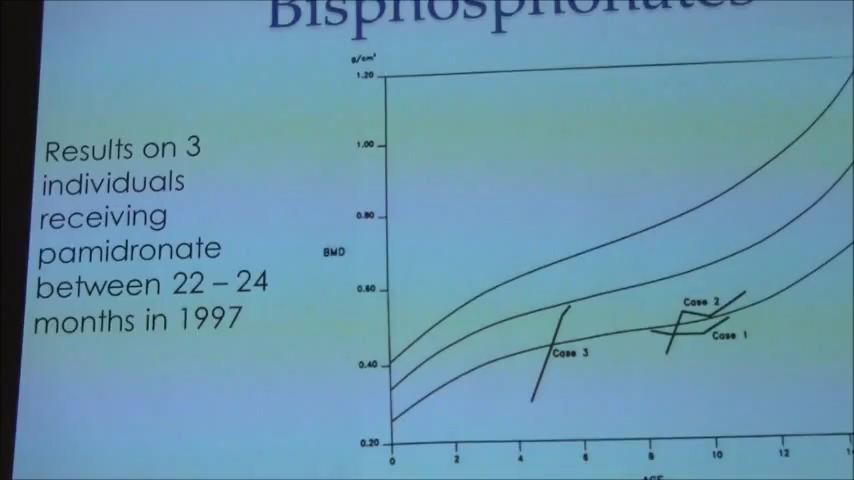 Bisphosphonates
g/cm²
1.20
1.00
0.80
BMD
0.60
0.40
0.20
Case 2
Case 1
Case 3
0 2 4 6 8 10 12 14
AGE
Results on 3
individuals
receiving
pamidronate
between 22 – 24
months in 1997